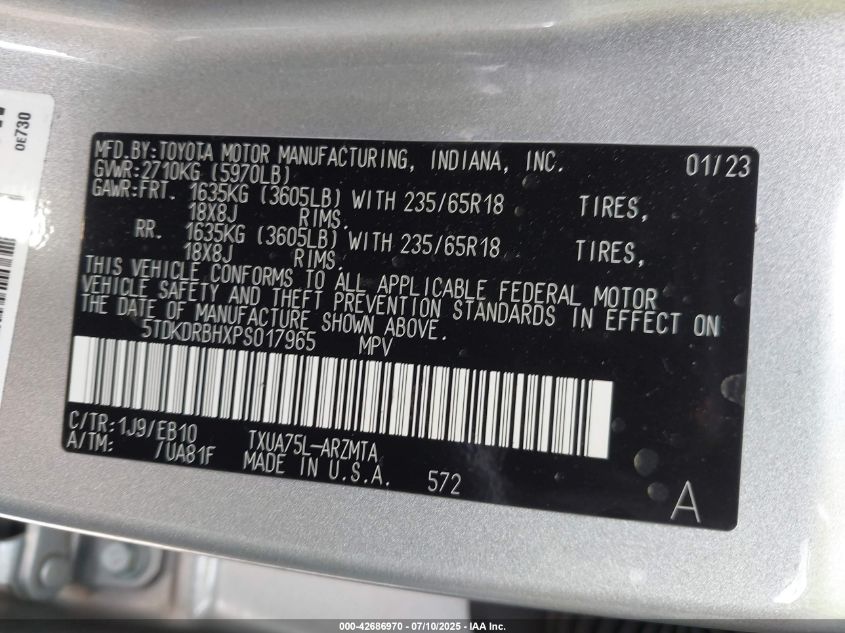 OE730
MFD.BY:TOYOTA MOTOR MANUFACTURING, INDIANA, INC. 01/23
GVWR:2710KG (5970LB)
GAWR:FRT. 1635KG (3605LB) WITH 235/65R18 TIRES,
18X8J RIMS.
RR. 1635KG (3605LB) WITH 235/65R18 TIRES,
18X8J RIMS.
THIS VEHICLE CONFORMS TO ALL APPLICABLE FEDERAL MOTOR
VEHICLE SAFETY AND THEFT PREVENTION STANDARDS IN EFFECT ON
THE DATE OF MANUFACTURE SHOWN ABOVE.
5TDKDRBHXPS017965 MPV
C/TR:1J9/EB10 TXUA75L-ARZMTA
A/TM: /UA81F MADE IN U.S.A. 572
A
000-42686970 - 07/10/2025 - IAA Inc.